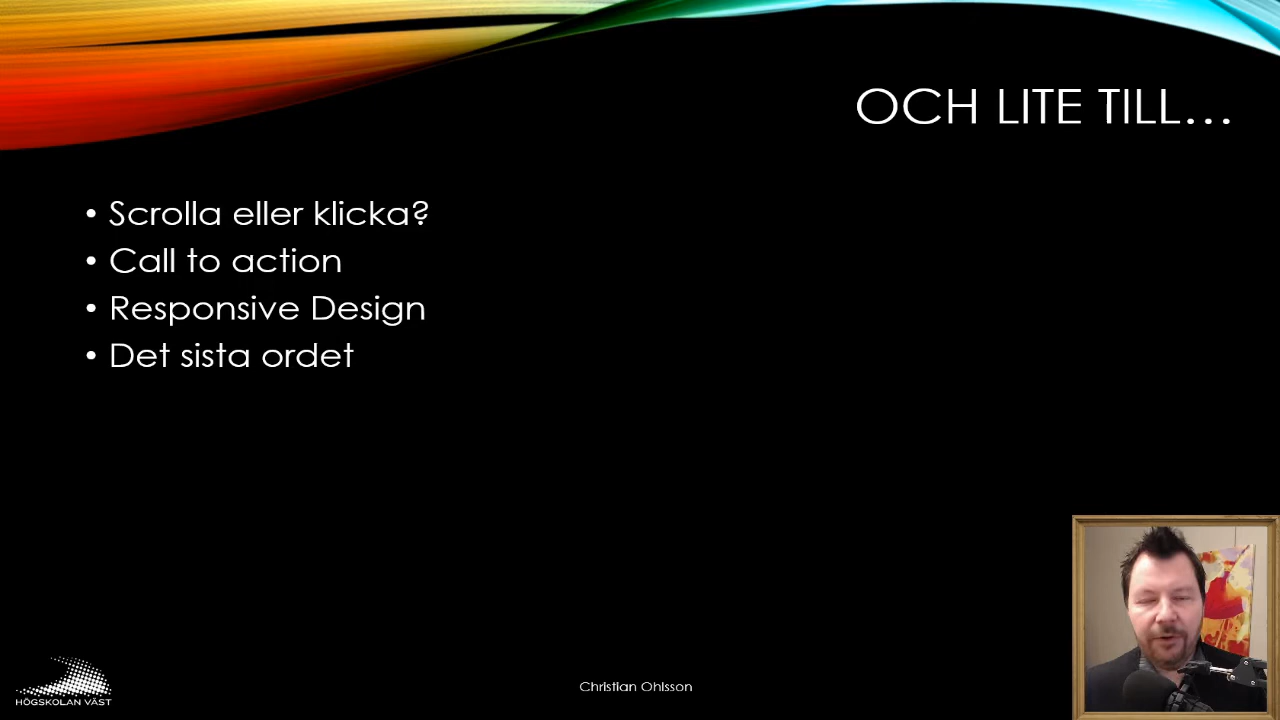 OCH LITE TILL...
• Scrolla eller klicka?
• Call to action
• Responsive Design
• Det sista ordet
HÖGSKOLAN VÄST
Christian Ohlsson